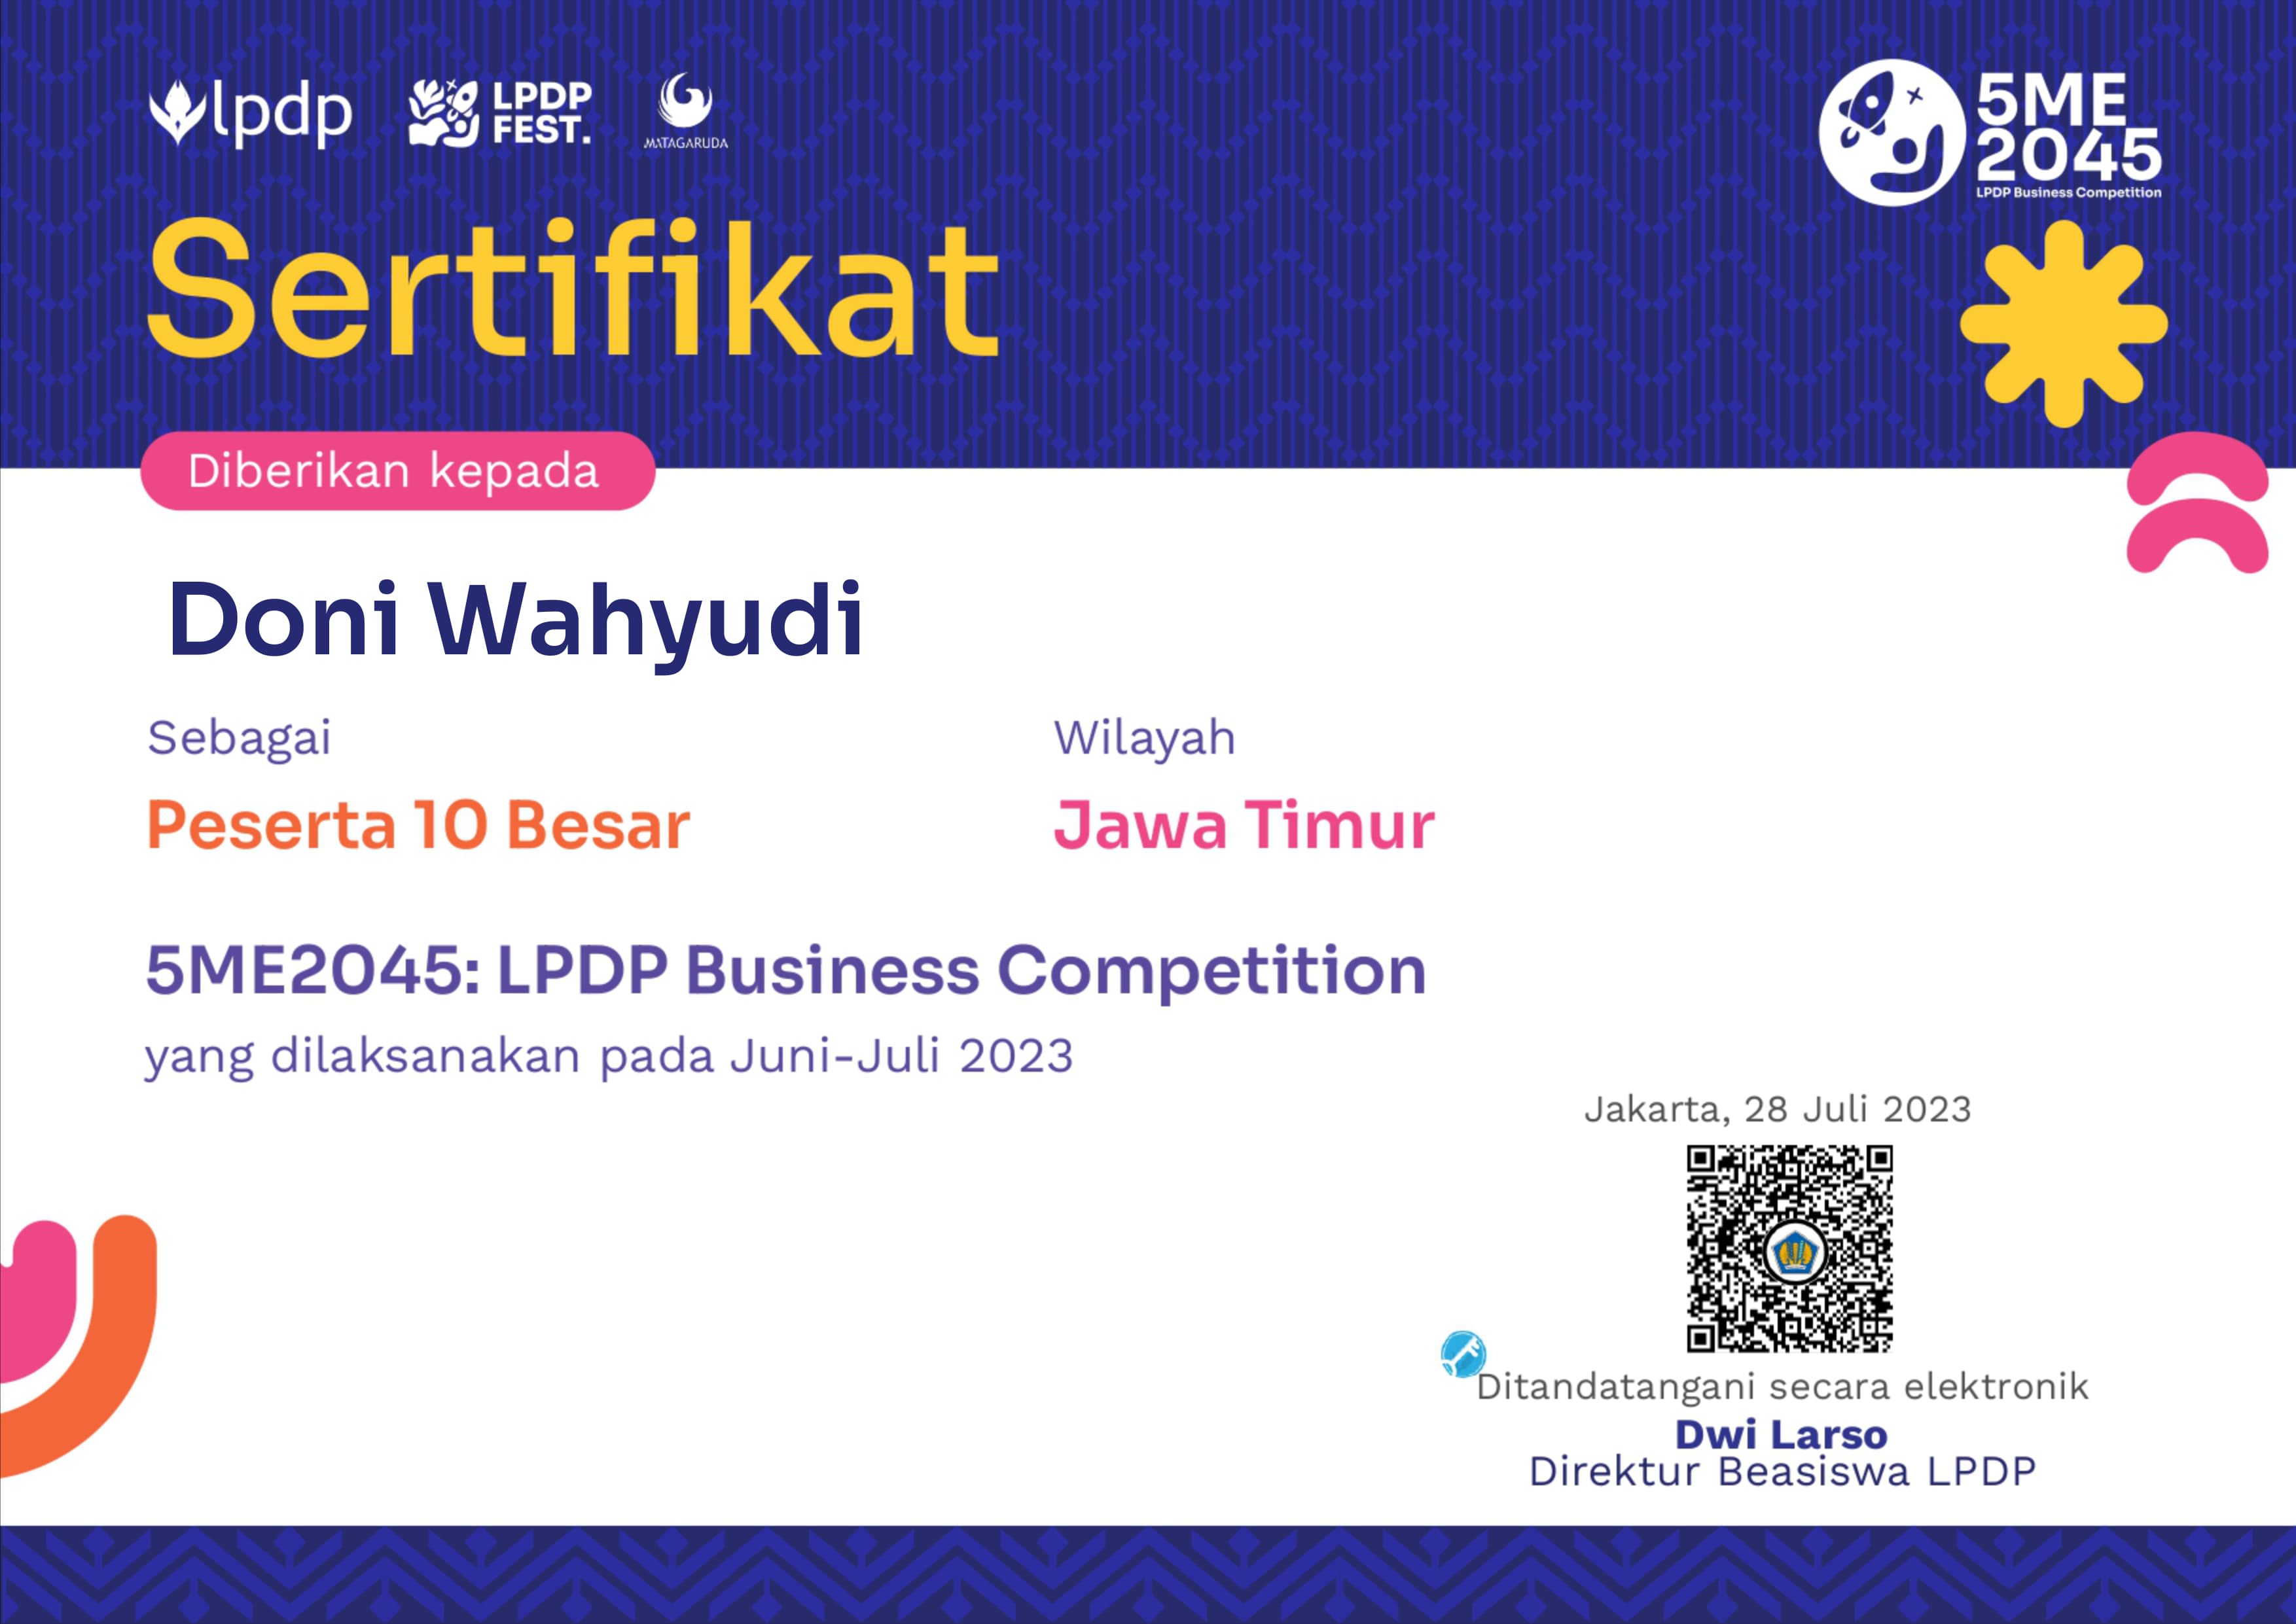 lpdp
LPDP
FEST.
MATAGARUDA
5ME
2045
LPDP Business Competition
Sertifikat
Diberikan kepada
Doni Wahyudi
Sebagai
Wilayah
Peserta 10 Besar
Jawa Timur
5ME2045: LPDP Business Competition
yang dilaksanakan pada Juni-Juli 2023
Jakarta, 28 Juli 2023
Ditandatangani secara elektronik
Dwi Larso
Direktur Beasiswa LPDP